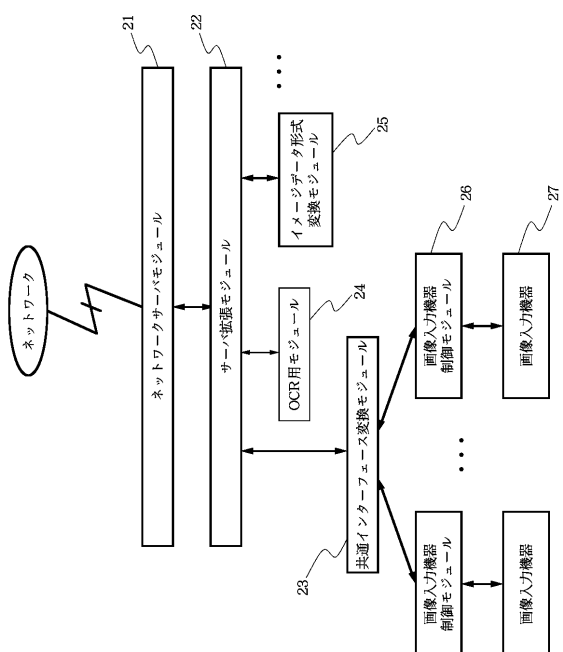 ネットワーク
ネットワークサーバモジュール
21
サーバ拡張モジュール
22
共通インターフェース変換モジュール
23
OCR用モジュール
24
イメージデータ形式
変換モジュール
25
画像入力機器
制御モジュール
画像入力機器
制御モジュール
26
画像入力機器
画像入力機器
27